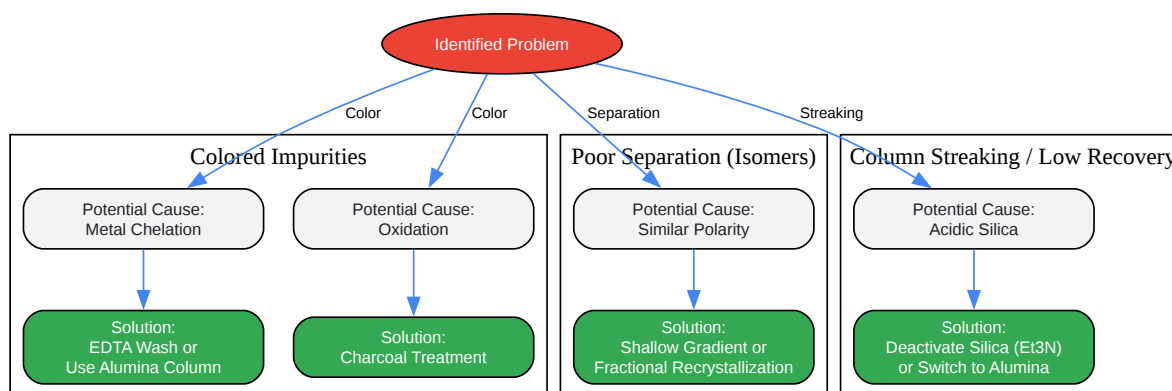 Identified Problem
Color
Color
Separation
Streaking
Colored Impurities
Poor Separation (Isomers)
Column Streaking / Low Recovery
Potential Cause:
Metal Chelation
Potential Cause:
Oxidation
Potential Cause:
Similar Polarity
Potential Cause:
Acidic Silica
Solution:
EDTA Wash or
Use Alumina Column
Solution:
Charcoal Treatment
Solution:
Shallow Gradient or
Fractional Recrystallization
Solution:
Deactivate Silica (Et3N)
or Switch to Alumina